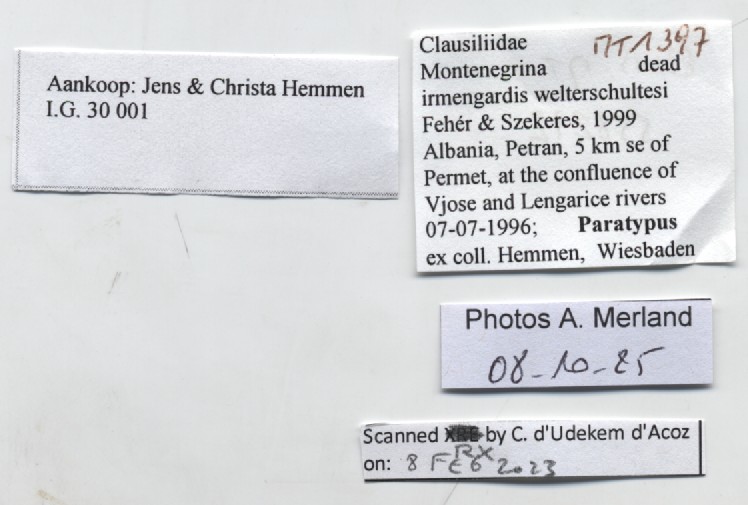 Aankoop: Jens & Christa Hemmen
I.G. 30 001
Clausiliidae MT1397
Montenegrina dead
irmengardis welterschultesi
Fehér & Szekeres, 1999
Albania, Petran, 5 km se of
Permet, at the confluence of
Vjose and Lengarice rivers
07-07-1996; Paratypus
ex coll. Hemmen, Wiesbaden
Photos A. Merland
08-10-25
Scanned by C. d'Udekem d'Acoz
RX
on: 8 FEB 2023